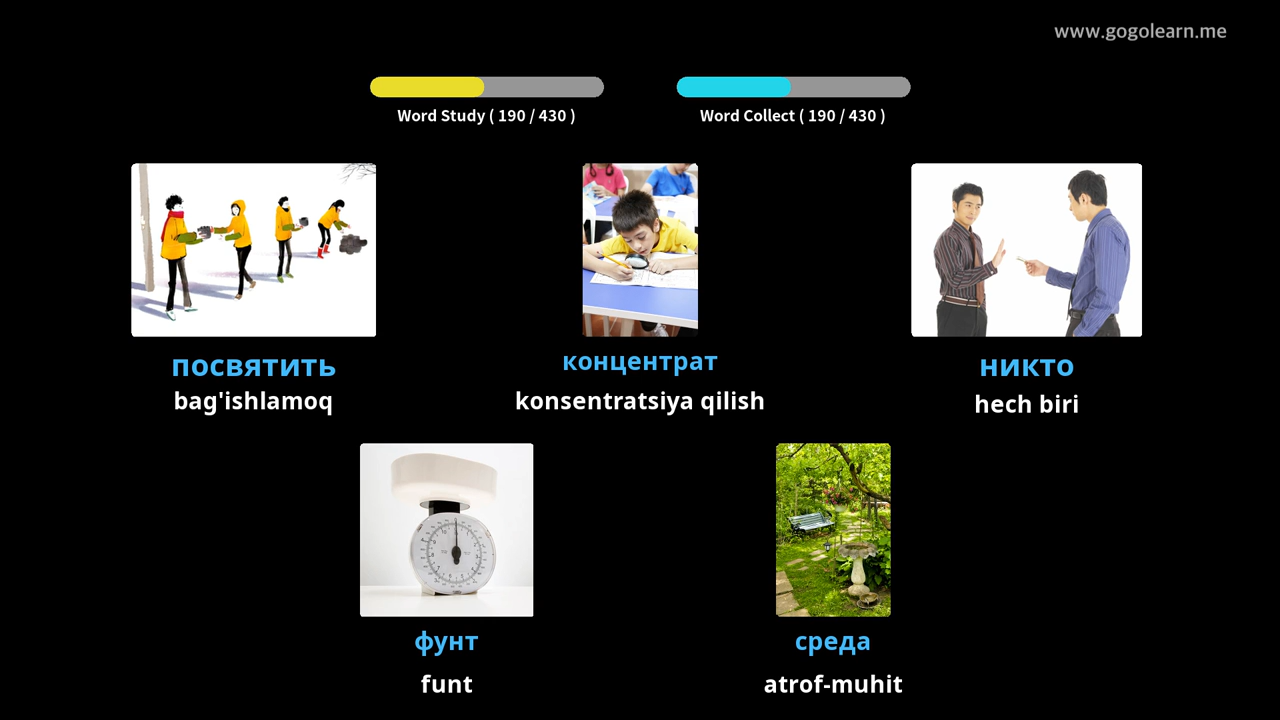 www.gogolearn.me
Word Study ( 190 / 430 )
Word Collect ( 190 / 430 )
посвятить
bag'ishlamoq
концентрат
konsentratsiya qilish
никто
hech biri
фунт
funt
среда
atrof-muhit